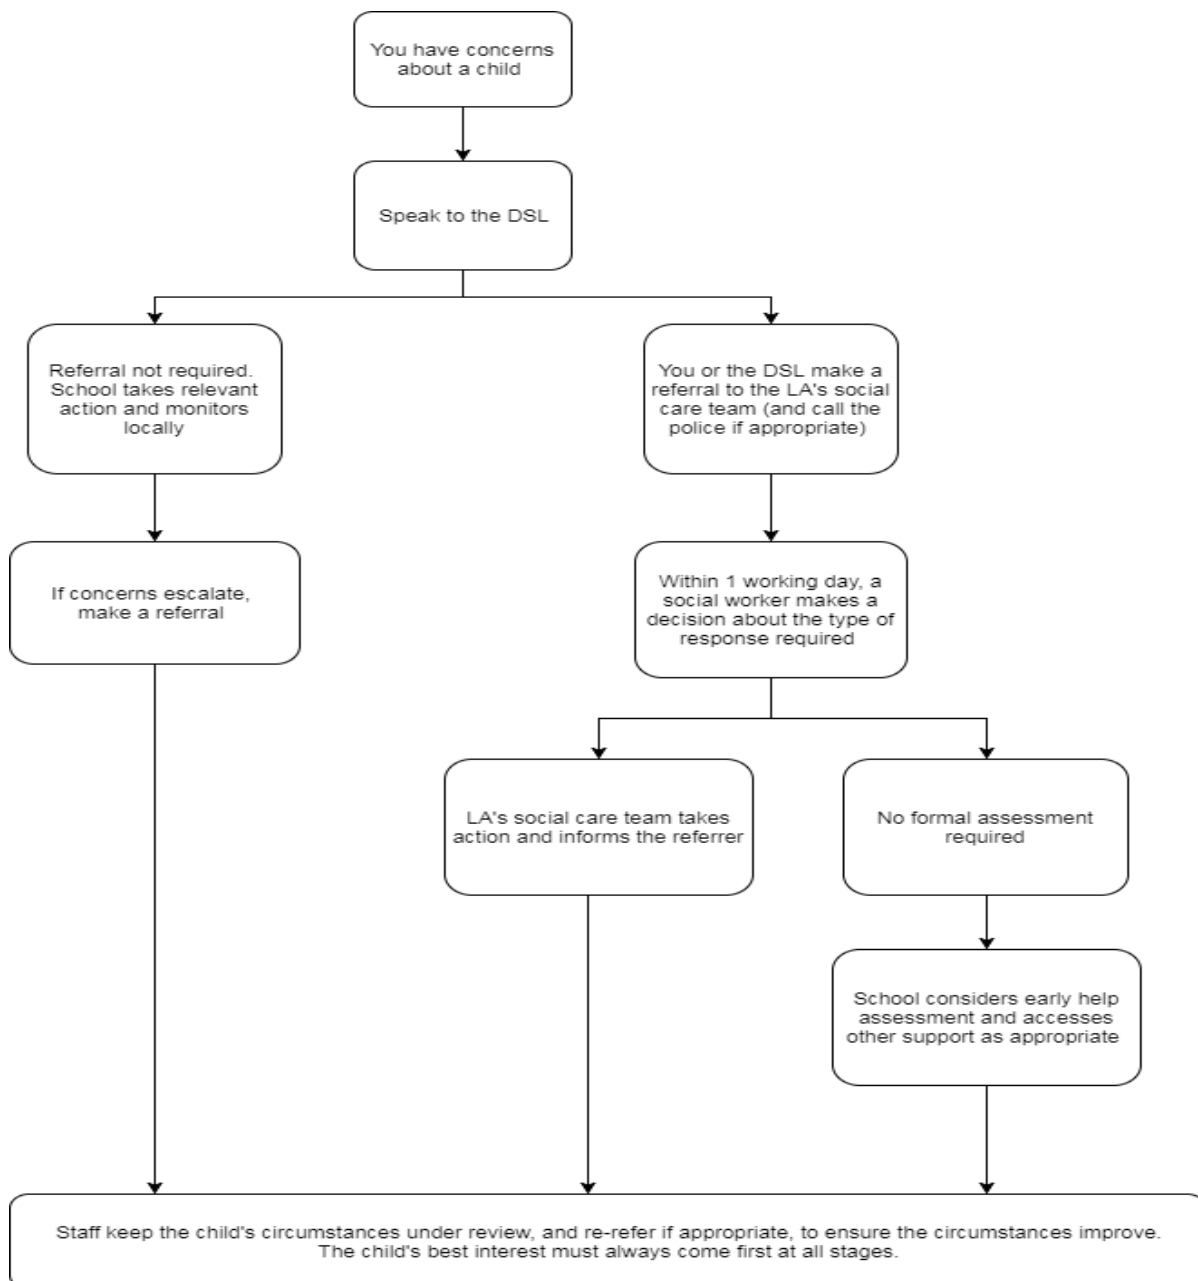 You have concerns
about a child
Speak to the DSL
Referral not required.
School takes relevant
action and monitors
locally
You or the DSL make a
referral to the LA's social
care team (and call the
police if appropriate)
If concerns escalate,
make a referral
Within 1 working day, a
social worker makes a
decision about the type of
response required
LA's social care team takes
action and informs the referrer
No formal assessment
required
School considers early help
assessment and accesses
other support as appropriate
Staff keep the child's circumstances under review, and re-refer if appropriate, to ensure the circumstances improve.
The child's best interest must always come first at all stages.